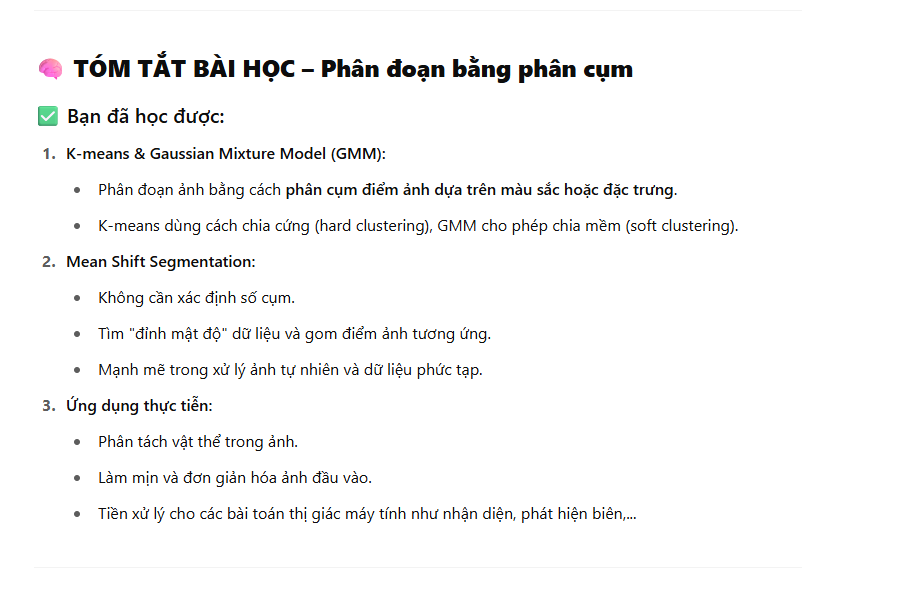 🧠 TÓM TẮT BÀI HỌC – Phân đoạn bằng phân cụm
✅ Bạn đã học được:
1. K-means & Gaussian Mixture Model (GMM):
• Phân đoạn ảnh bằng cách phân cụm điểm ảnh dựa trên màu sắc hoặc đặc trưng.
• K-means dùng cách chia cứng (hard clustering), GMM cho phép chia mềm (soft clustering).
2. Mean Shift Segmentation:
• Không cần xác định số cụm.
• Tìm "đỉnh mật độ" dữ liệu và gom điểm ảnh tương ứng.
• Mạnh mẽ trong xử lý ảnh tự nhiên và dữ liệu phức tạp.
3. Ứng dụng thực tiễn:
• Phân tách vật thể trong ảnh.
• Làm mịn và đơn giản hóa ảnh đầu vào.
• Tiền xử lý cho các bài toán thị giác máy tính như nhận diện, phát hiện biên,...